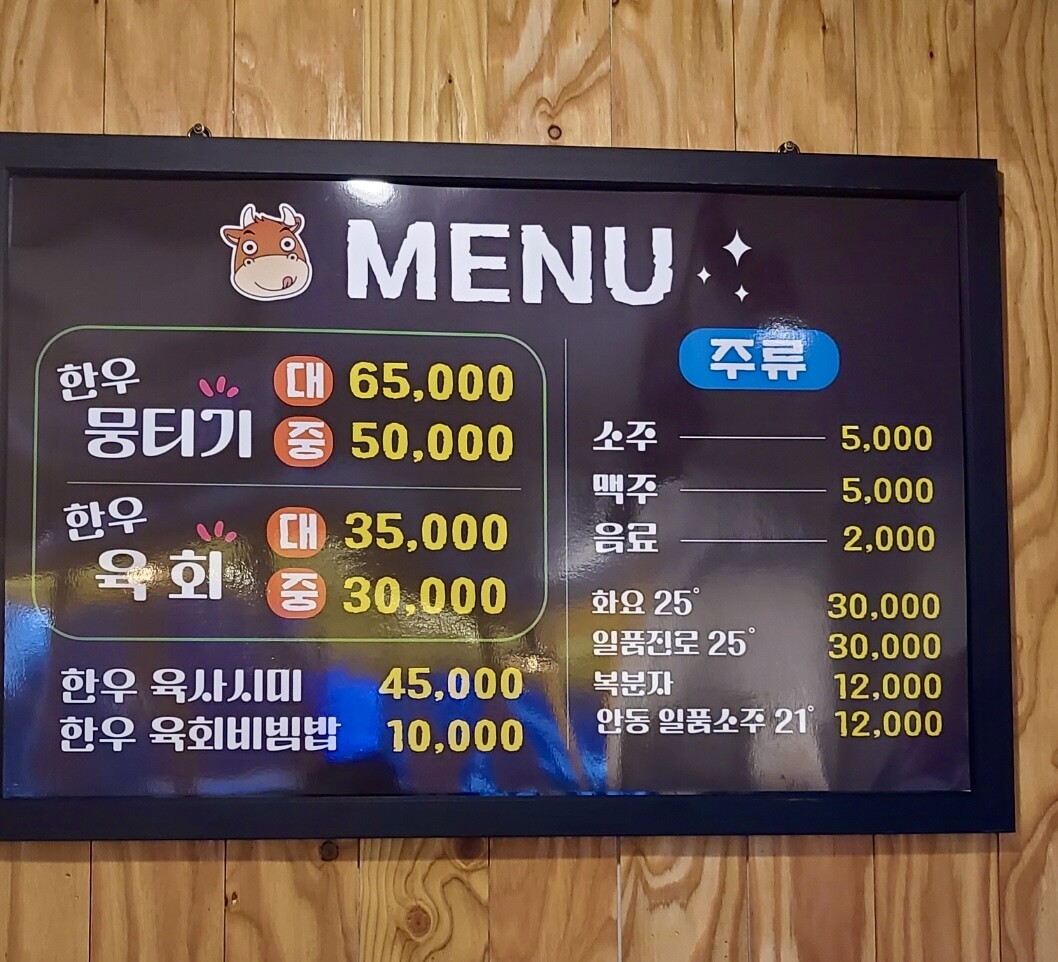 MENU
한우
뭉티기
대 65,000
중 50,000
한우
육회
대 35,000
중 30,000
한우 육사시미 45,000
한우 육회비빔밥 10,000
주류
소주 5,000
맥주 5,000
음료 2,000
화요 25° 30,000
일품진로 25° 30,000
복분자 12,000
안동 일품소주 21° 12,000